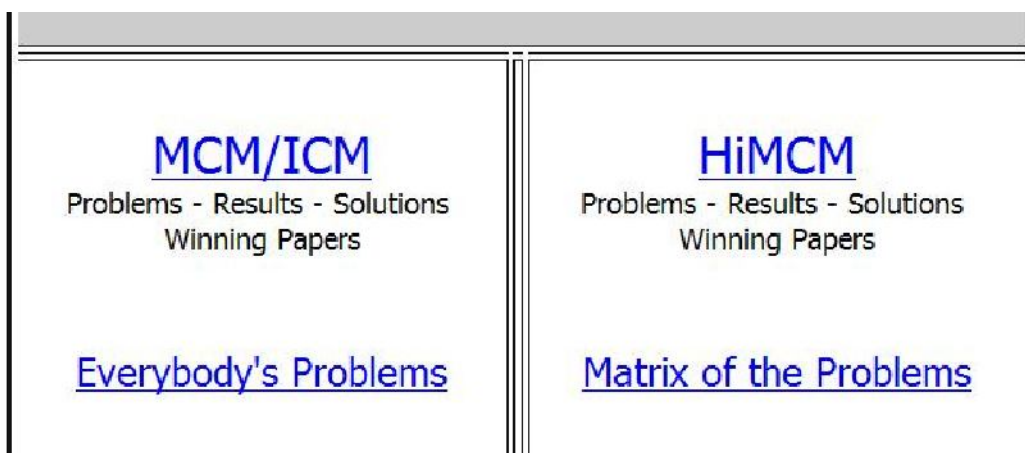 MCM/ICM
Problems - Results - Solutions
Winning Papers
Everybody's Problems
HiMCM
Problems - Results - Solutions
Winning Papers
Matrix of the Problems